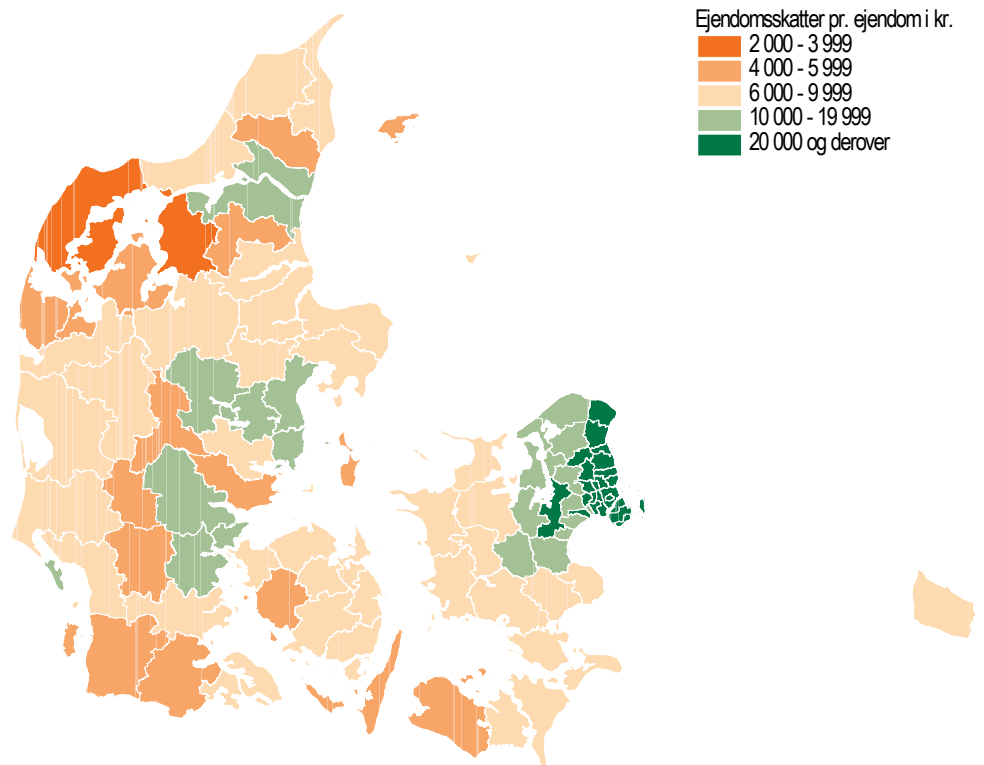 Ejendomsskatter pr. ejendom i kr.
2 000 - 3 999
4 000 - 5 999
6 000 - 9 999
10 000 - 19 999
20 000 og derover